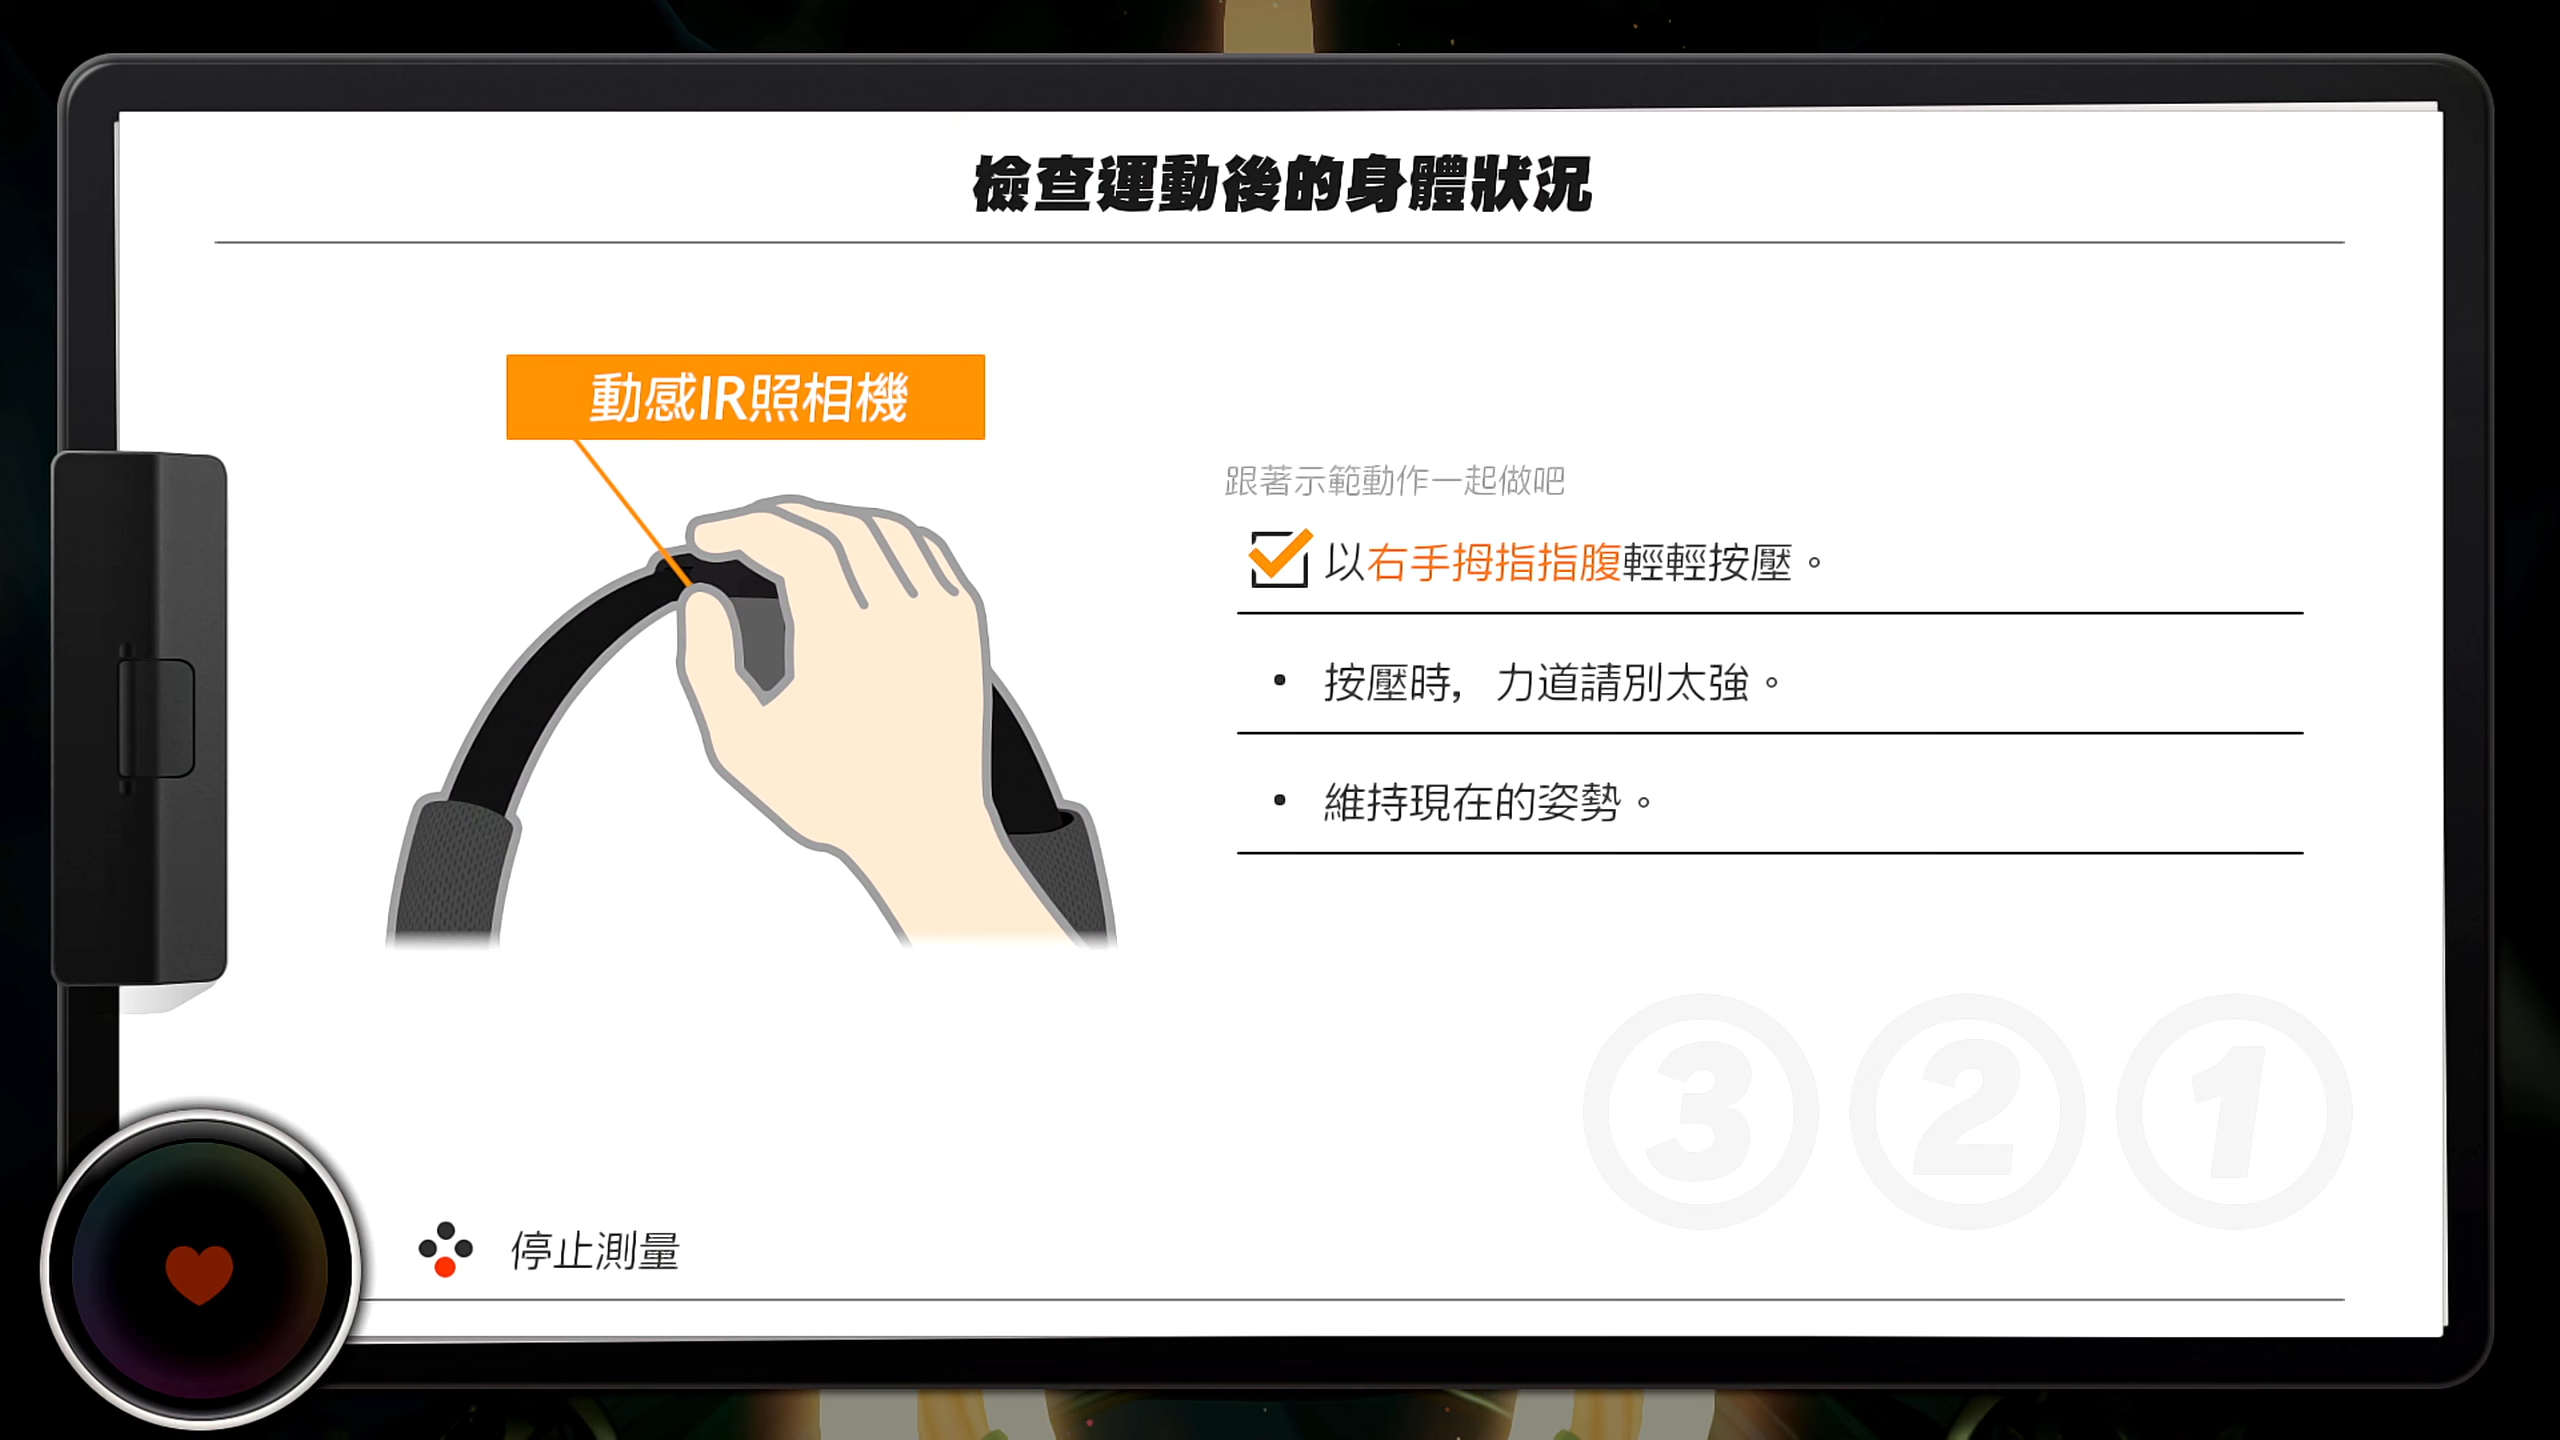 檢查運動後的身體狀況
動感IR照相機
跟著示範動作一起做吧
以右手拇指指腹輕輕按壓。
• 按壓時，力道請別太強。
• 維持現在的姿勢。
3 2 1
停止測量